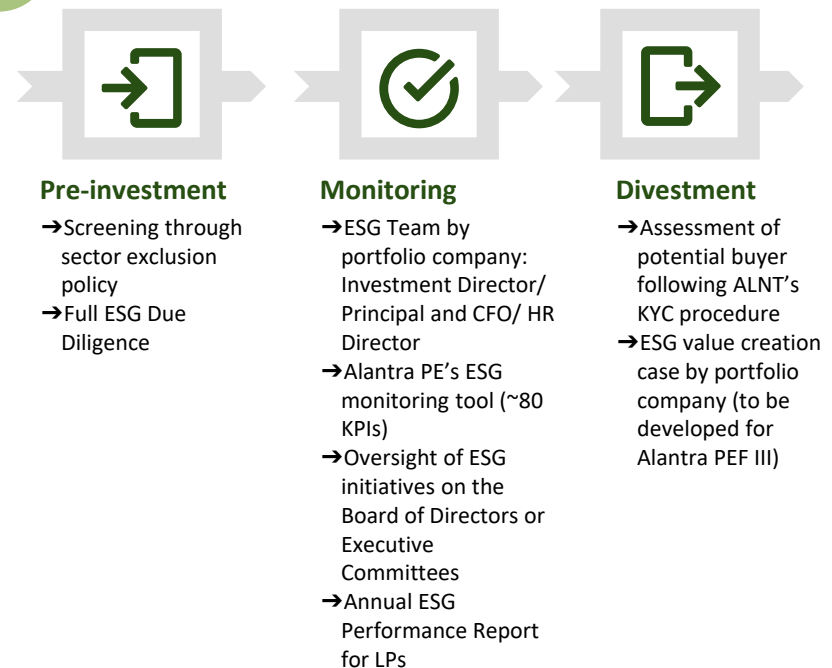 Pre-investment
➔Screening through
sector exclusion
policy
➔Full ESG Due
Diligence
Monitoring
➔ESG Team by
portfolio company:
Investment Director/
Principal and CFO/ HR
Director
➔Alantra PE’s ESG
monitoring tool (~80
KPIs)
➔Oversight of ESG
initiatives on the
Board of Directors or
Executive
Committees
➔Annual ESG
Performance Report
for LPs
Divestment
➔Assessment of
potential buyer
following ALNT’s
KYC procedure
➔ESG value creation
case by portfolio
company (to be
developed for
Alantra PEF III)